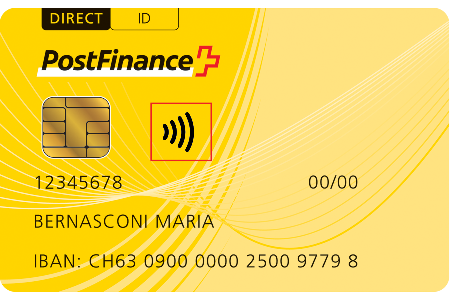 DIRECT ID
PostFinance
12345678 00/00
BERNASCONI MARIA
IBAN: CH63 0900 0000 2500 9779 8